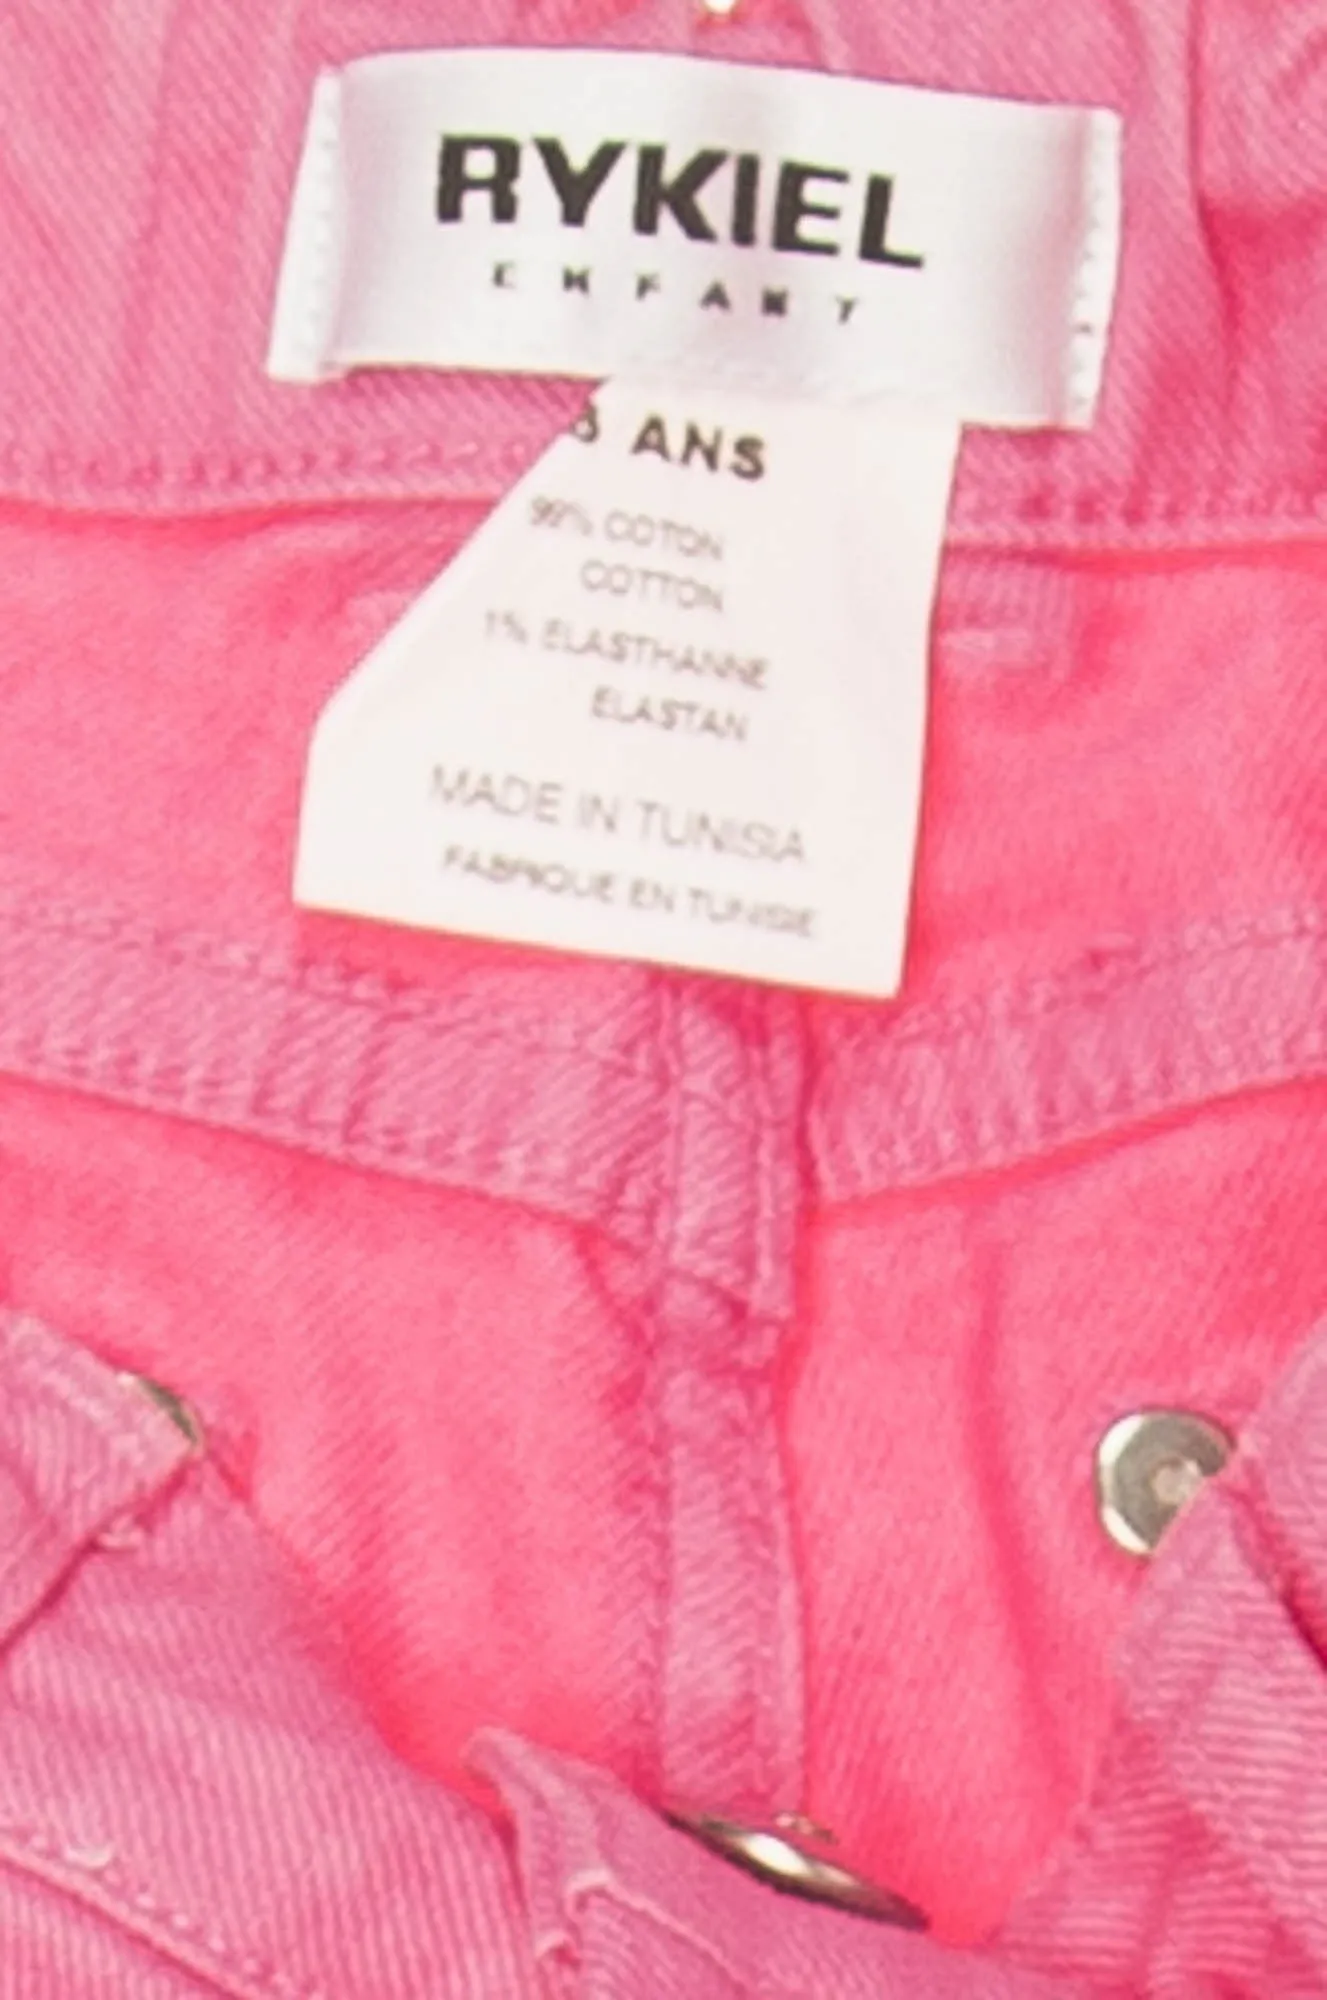 RYKIEL
ENFANT
ANS
99% COTON
COTTON
1% ELASTHANNE
ELASTAN
MADE IN TUNISIA
FABRIQUE EN TUNISIE